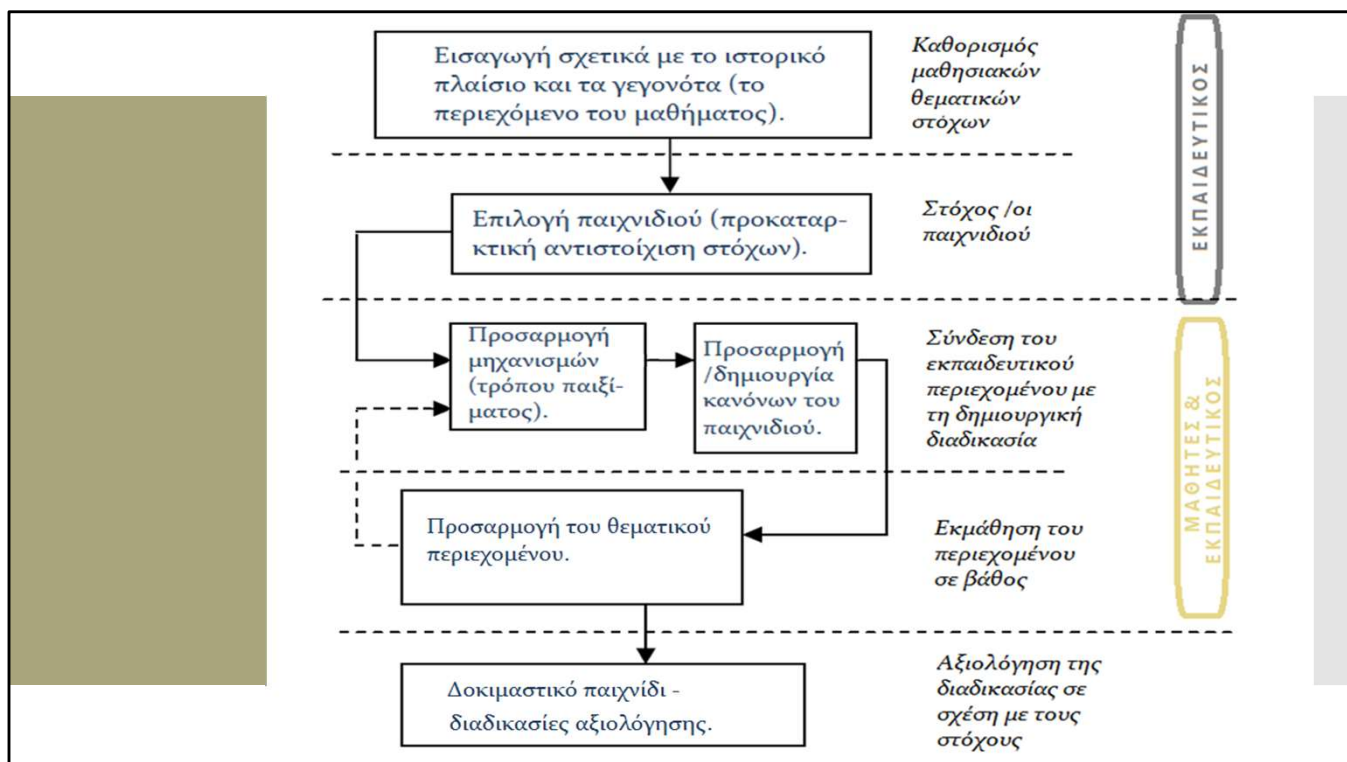 Εισαγωγή σχετικά με το ιστορικό
πλαίσιο και τα γεγονότα (το
περιεχόμενο του μαθήματος).
Καθορισμός
μαθησιακών
θεματικών
στόχων
ΕΚΠΑΙΔΕΥΤΙΚΟΣ
Επιλογή παιχνιδιού (προκαταρ-
κτική αντιστοίχιση στόχων).
Στόχος /οι
παιχνιδιού
Προσαρμογή
μηχανισμών
(τρόπου παιξί-
ματος).
Προσαρμογή
/δημιουργία
κανόνων του
παιχνιδιού.
Σύνδεση του
εκπαιδευτικού
περιεχομένου με
τη δημιουργική
διαδικασία
ΜΑΘΗΤΕΣ &
ΕΚΠΑΙΔΕΥΤΙΚΟΣ
Προσαρμογή του θεματικού
περιεχομένου.
Εκμάθηση του
περιεχομένου
σε βάθος
Δοκιμαστικό παιχνίδι -
διαδικασίες αξιολόγησης.
Αξιολόγηση της
διαδικασίας σε
σχέση με τους
στόχους